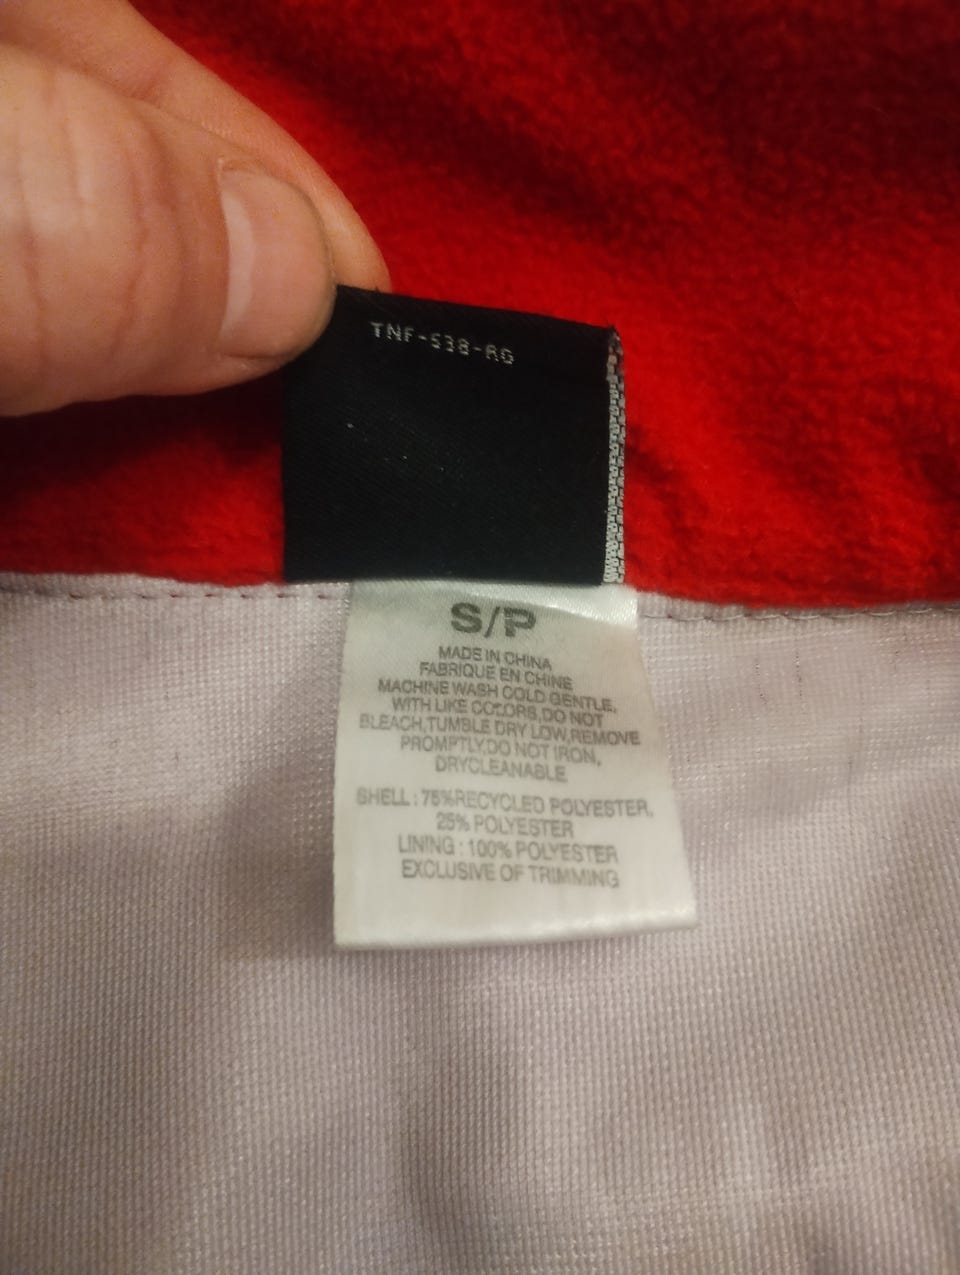 TNF-538-RG
S/P
MADE IN CHINA
FABRIQUE EN CHINE
MACHINE WASH COLD GENTLE,
WITH LIKE COLORS,DO NOT
BLEACH,TUMBLE DRY LOW,REMOVE
PROMPTLY.DO NOT IRON,
DRYCLEANABLE
SHELL : 75%RECYCLED POLYESTER,
25% POLYESTER
LINING : 100% POLYESTER
EXCLUSIVE OF TRIMMING